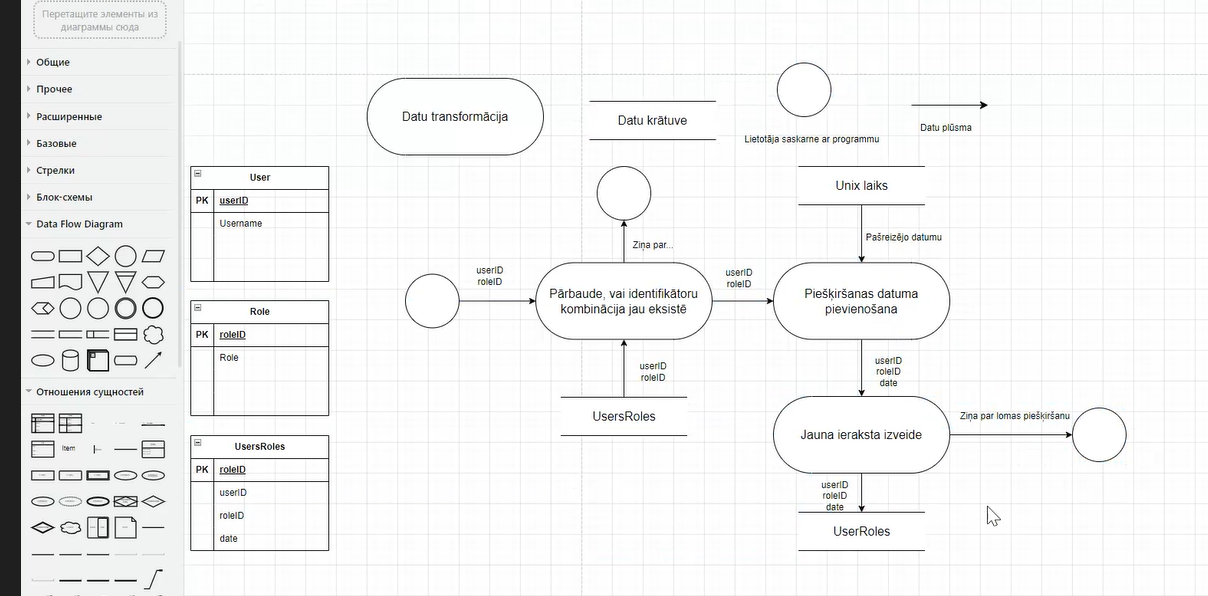 Перетащите элементы из
диаграммы сюда
Общие
Прочее
Расширенные
Базовые
Стрелки
Блок-схемы
Data Flow Diagram
Отношения сущностей
Item
Datu transformācija
Datu krātuve
Lietotāja saskarne ar programmu
Datu plūsma
User
PK userID
Username
Role
PK roleID
Role
UsersRoles
PK roleID
userID
roleID
date
Ziņa par...
userID
roleID
Pārbaude, vai identifikātoru
kombinācija jau eksistē
userID
roleID
userID
roleID
UsersRoles
Unix laiks
Pašreizējo datumu
Piešķiršanas datuma
pievienošana
userID
roleID
date
Jauna ieraksta izveide
Ziņa par lomas piešķiršanu
userID
roleID
date
UserRoles